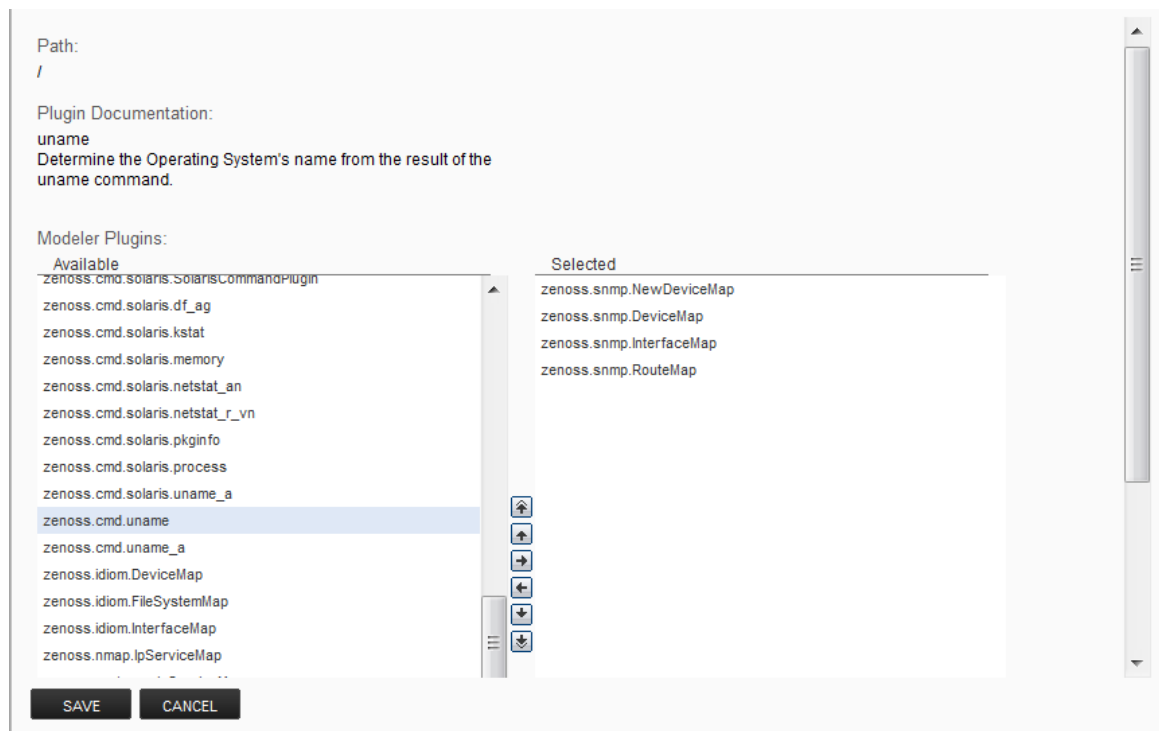 Path:
/
Plugin Documentation:
uname
Determine the Operating System's name from the result of the
uname command.
Modeler Plugins:
Available
zenoss.cmd.solaris.SolarisCommandPlugin
zenoss.cmd.solaris.df_ag
zenoss.cmd.solaris.kstat
zenoss.cmd.solaris.memory
zenoss.cmd.solaris.netstat_an
zenoss.cmd.solaris.netstat_r_vn
zenoss.cmd.solaris.pkginfo
zenoss.cmd.solaris.process
zenoss.cmd.solaris.uname_a
zenoss.cmd.uname
zenoss.cmd.uname_a
zenoss.idiom.DeviceMap
zenoss.idiom.FileSystemMap
zenoss.idiom.InterfaceMap
zenoss.nmap.IpServiceMap
Selected
zenoss.snmp.NewDeviceMap
zenoss.snmp.DeviceMap
zenoss.snmp.InterfaceMap
zenoss.snmp.RouteMap
SAVE
CANCEL